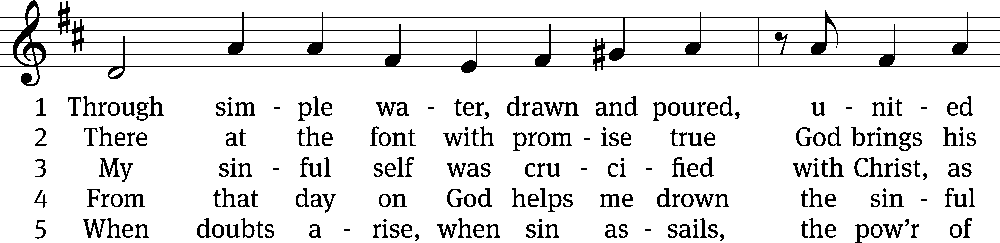 1 Through sim - ple wa - ter, drawn and poured, u - nit - ed
2 There at the font with prom - ise true God brings his
3 My sin - ful self was cru - ci - fied with Christ, as
4 From that day on God helps me drown the sin - ful
5 When doubts a - rise, when sin as - sails, the pow’r of